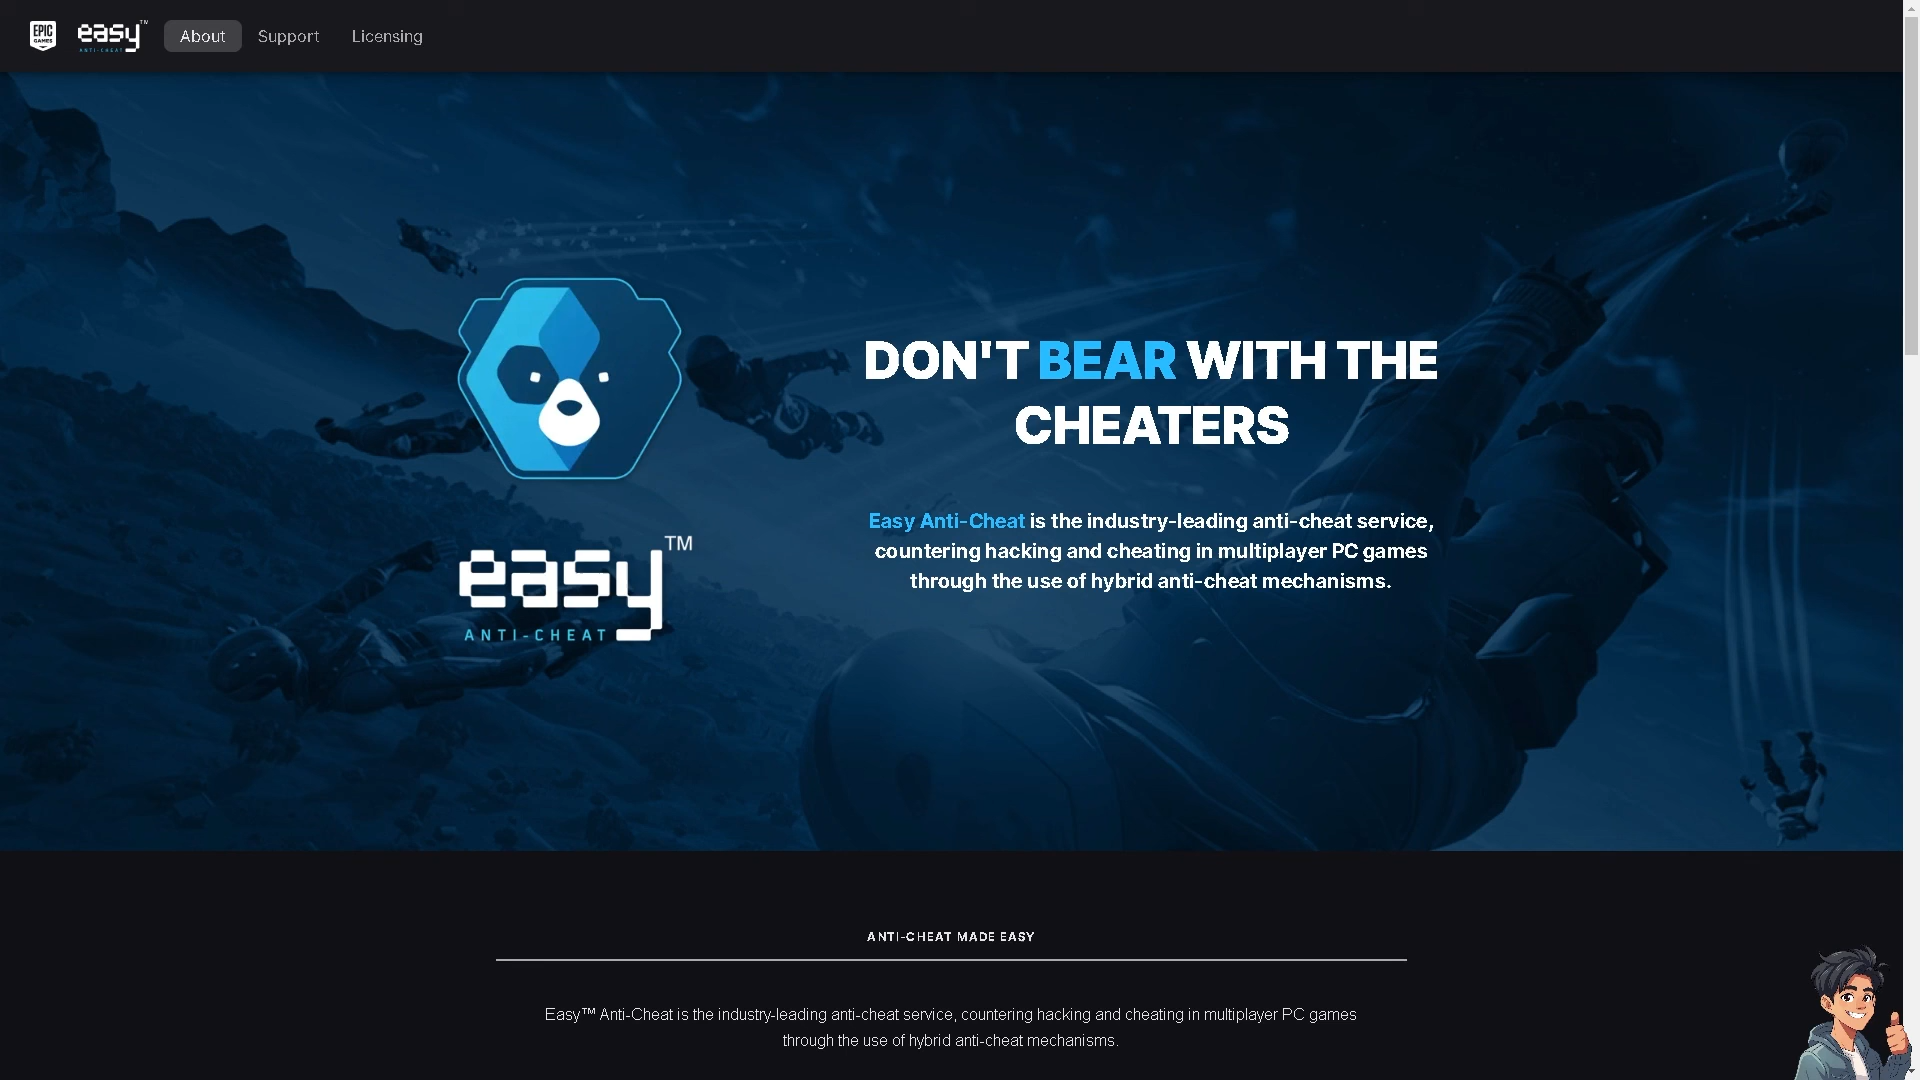 EPIC
GAMES
easy™
ANTI-CHEAT
About
Support
Licensing
DON'T BEAR WITH THE
CHEATERS
easy™
ANTI-CHEAT
Easy Anti-Cheat is the industry-leading anti-cheat service,
countering hacking and cheating in multiplayer PC games
through the use of hybrid anti-cheat mechanisms.
ANTI-CHEAT MADE EASY
Easy™ Anti-Cheat is the industry-leading anti-cheat service, countering hacking and cheating in multiplayer PC games
through the use of hybrid anti-cheat mechanisms.